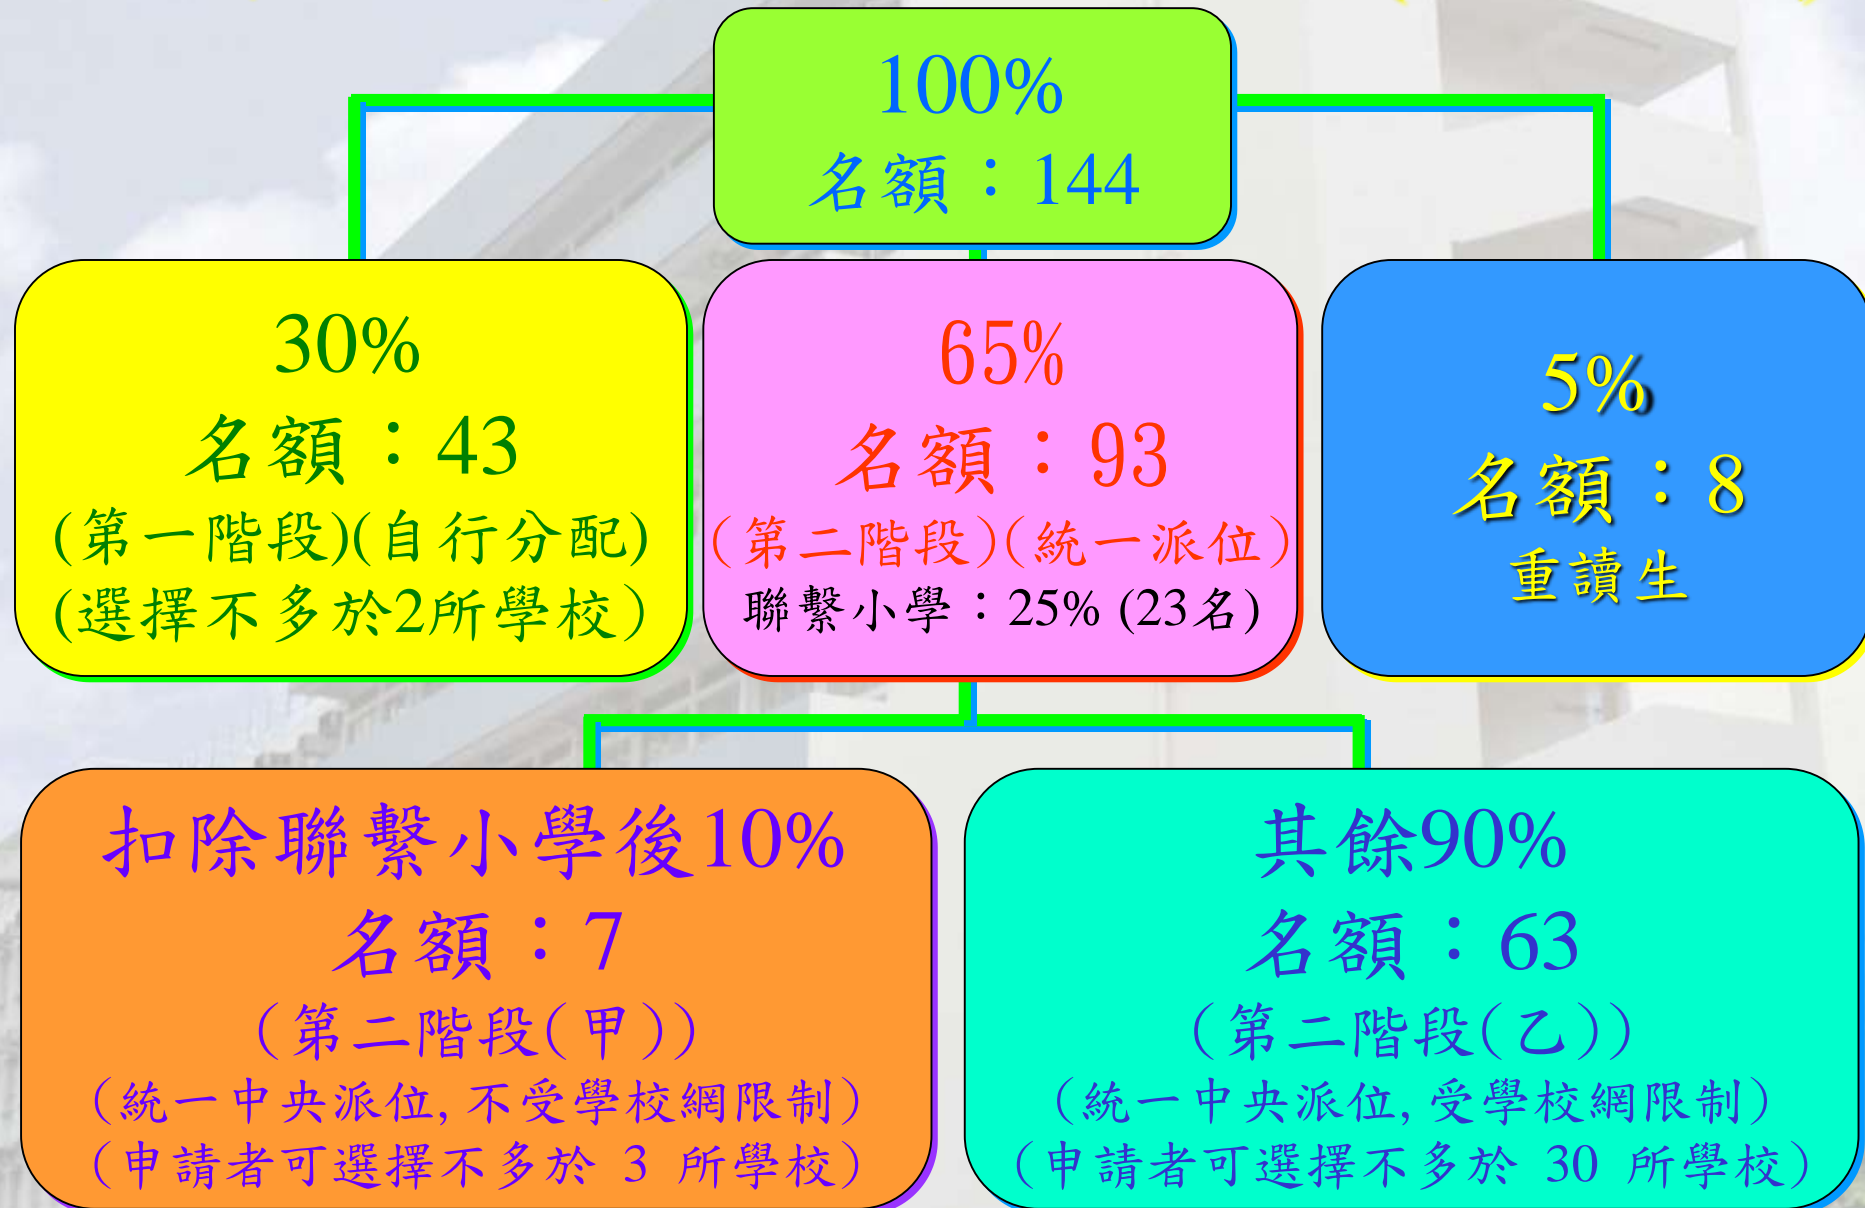 100%
名額：144
30%
名額：43
(第一階段)(自行分配)
(選擇不多於2所學校）
65%
名額：93
(第二階段)(統一派位)
聯繫小學：25% (23名)
5%
名額：8
重讀生
扣除聯繫小學後10%
名額：7
（第二階段(甲)）
（統一中央派位,不受學校網限制）
（申請者可選擇不多於 3 所學校）
其餘90%
名額：63
（第二階段(乙)）
（統一中央派位,受學校網限制）
（申請者可選擇不多於 30 所學校）